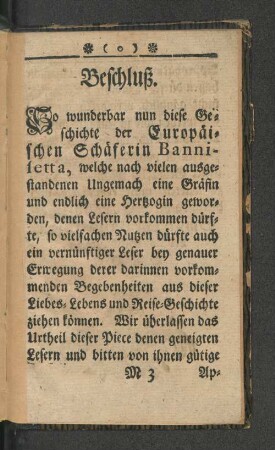 ❀ ( o ) ❀
Beschluß.
So wunderbar nun diese Ge-
schichte der Europäi-
schen Schäferin Banni-
letta, welche nach vielen ausge-
standenen Ungemach eine Gräfin
und endlich eine Hertzogin gewor-
den, denen Lesern vorkommen dürf-
te, so vielfachen Nutzen dürfte auch
ein vernünftiger Leser bey genauer
Erwegung derer darinnen vorkom-
menden Begebenheiten aus dieser
Liebes- Lebens und Reise-Geschichte
ziehen können. Wir überlassen das
Urtheil dieser Piece denen geneigten
Lesern und bitten von ihnen gütige
M 3 Ap-